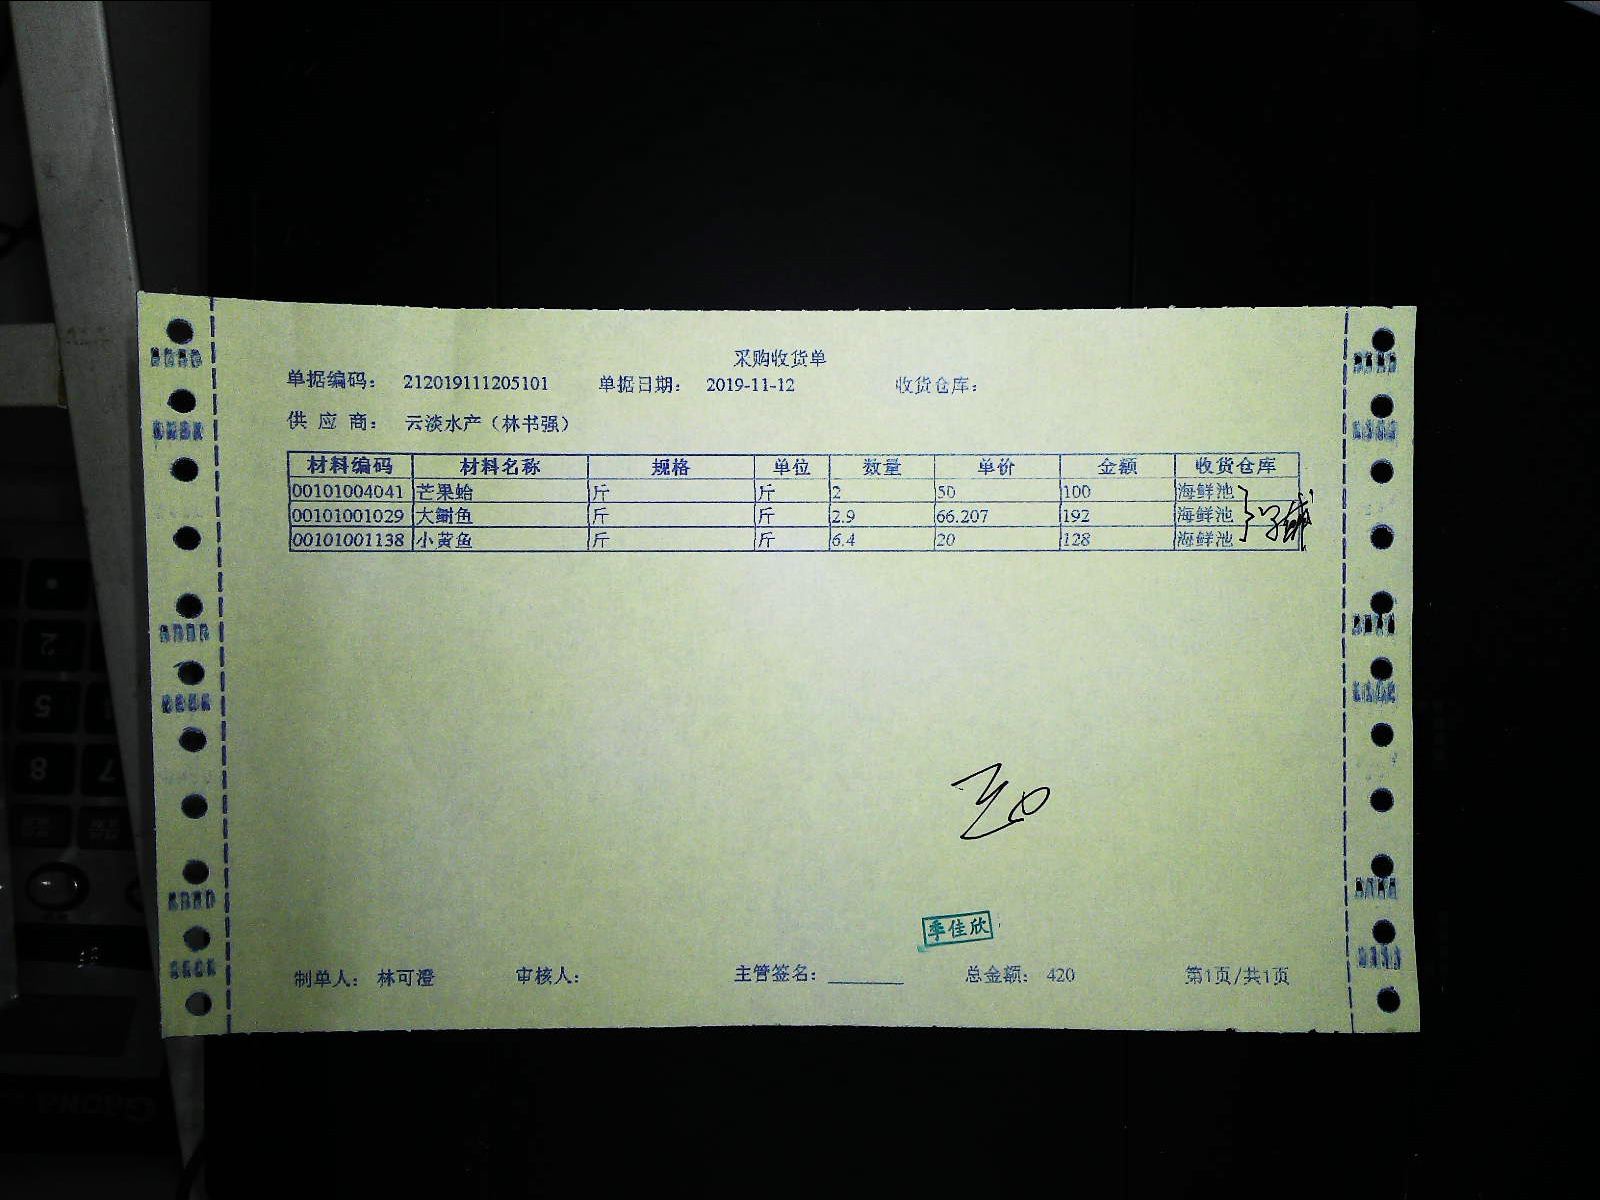 采购收货单
单据编码： 212019111205101 单据日期： 2019-11-12 收货仓库：
供 应 商： 云淡水产（林书强）
材料编码 材料名称 规格 单位 数量 单价 金额 收货仓库
00101004041 芒果蛤 斤 斤 2 50 100 海鲜池
00101001029 大鲥鱼 斤 斤 2.9 66.207 192 海鲜池
00101001138 小黄鱼 斤 斤 6.4 20 128 海鲜池
季佳欣
制单人： 林可澄 审核人： 主管签名： 总金额： 420 第1页/共1页
2
5
8
7